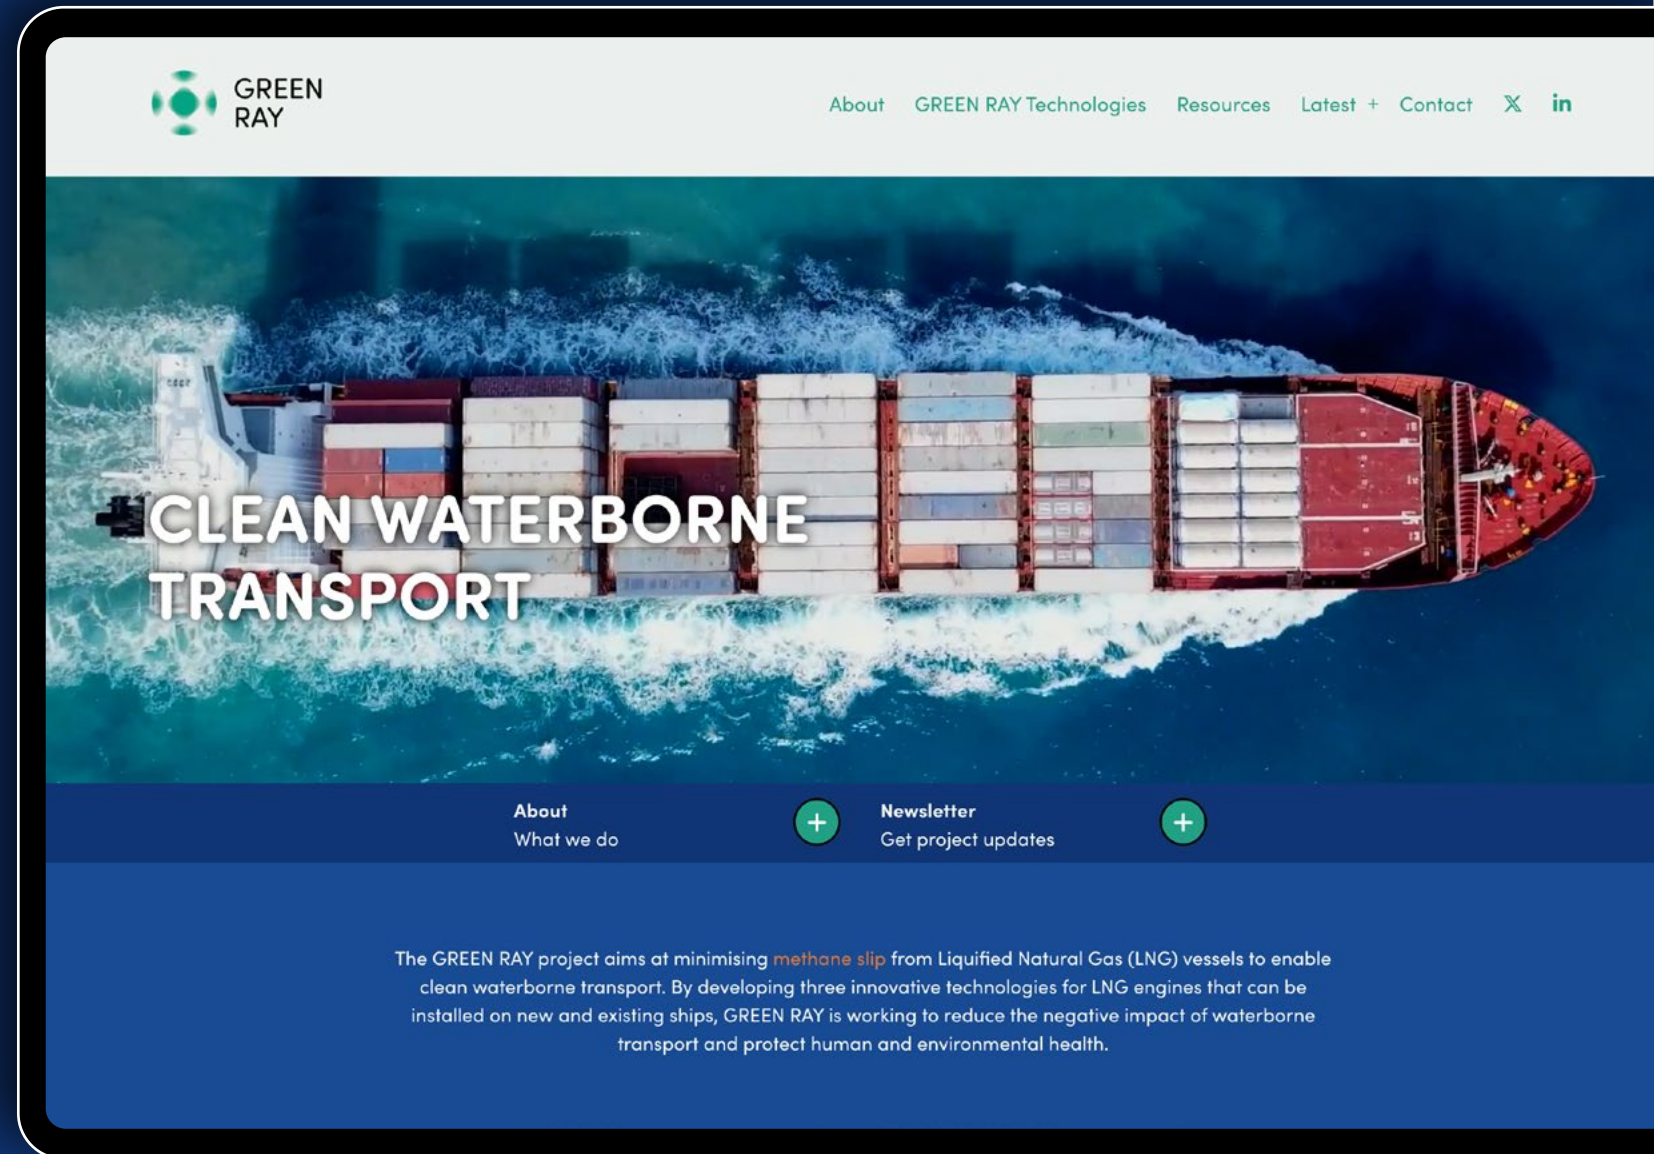 GREEN
RAY
About GREEN RAY Technologies Resources Latest + Contact X in
CLEAN WATERBORNE
TRANSPORT
About
What we do
Newsletter
Get project updates
The GREEN RAY project aims at minimising methane slip from Liquified Natural Gas (LNG) vessels to enable
clean waterborne transport. By developing three innovative technologies for LNG engines that can be
installed on new and existing ships, GREEN RAY is working to reduce the negative impact of waterborne
transport and protect human and environmental health.